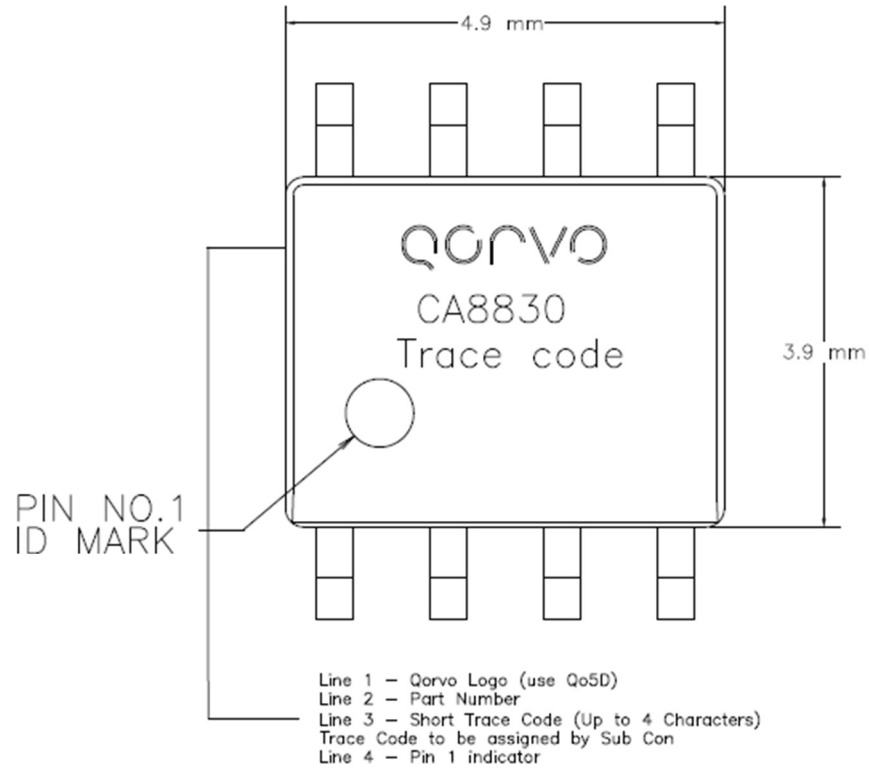 4.9 mm
QORVO
CA8830
Trace code
3.9 mm
PIN NO.1
ID MARK
Line 1 – Qorvo Logo (use Qo5D)
Line 2 – Part Number
Line 3 – Short Trace Code (Up to 4 Characters)
Trace Code to be assigned by Sub Con
Line 4 – Pin 1 indicator